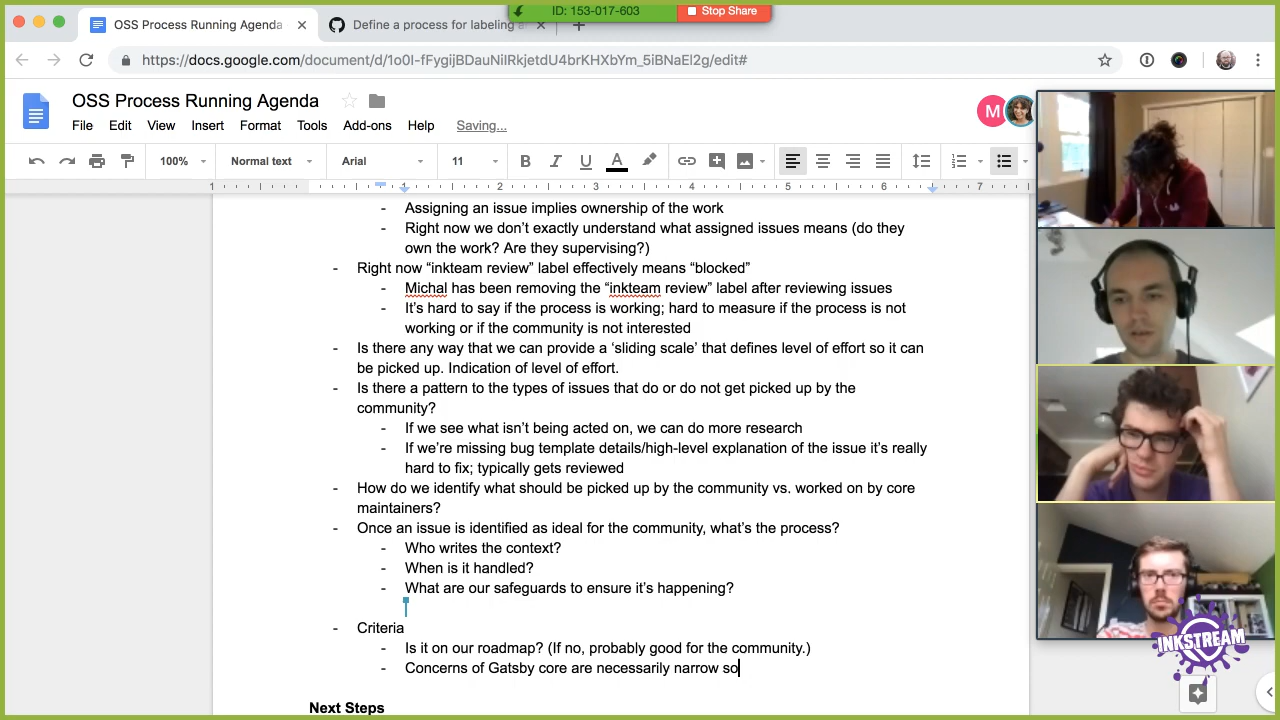 OSS Process Running Agenda
Define a process for labeling
ID: 153-017-603
Stop Share
https://docs.google.com/document/d/1o0I-fFygijBDauNiIRkjetdU4brKHXbYm_5iBNaEl2g/edit#
OSS Process Running Agenda
File Edit View Insert Format Tools Add-ons Help Saving...
M
100% Normal text Arial 11 B I U A
1 1 2 3 4 5 6 7
- Assigning an issue implies ownership of the work
- Right now we don’t exactly understand what assigned issues means (do they
own the work? Are they supervising?)
- Right now “inkteam review” label effectively means “blocked”
- Michal has been removing the “inkteam review” label after reviewing issues
- It’s hard to say if the process is working; hard to measure if the process is not
working or if the community is not interested
- Is there any way that we can provide a ‘sliding scale’ that defines level of effort so it can
be picked up. Indication of level of effort.
- Is there a pattern to the types of issues that do or do not get picked up by the
community?
- If we see what isn’t being acted on, we can do more research
- If we’re missing bug template details/high-level explanation of the issue it’s really
hard to fix; typically gets reviewed
- How do we identify what should be picked up by the community vs. worked on by core
maintainers?
- Once an issue is identified as ideal for the community, what’s the process?
- Who writes the context?
- When is it handled?
- What are our safeguards to ensure it’s happening?
- Criteria
- Is it on our roadmap? (If no, probably good for the community.)
- Concerns of Gatsby core are necessarily narrow so
Next Steps
INKSTREAM